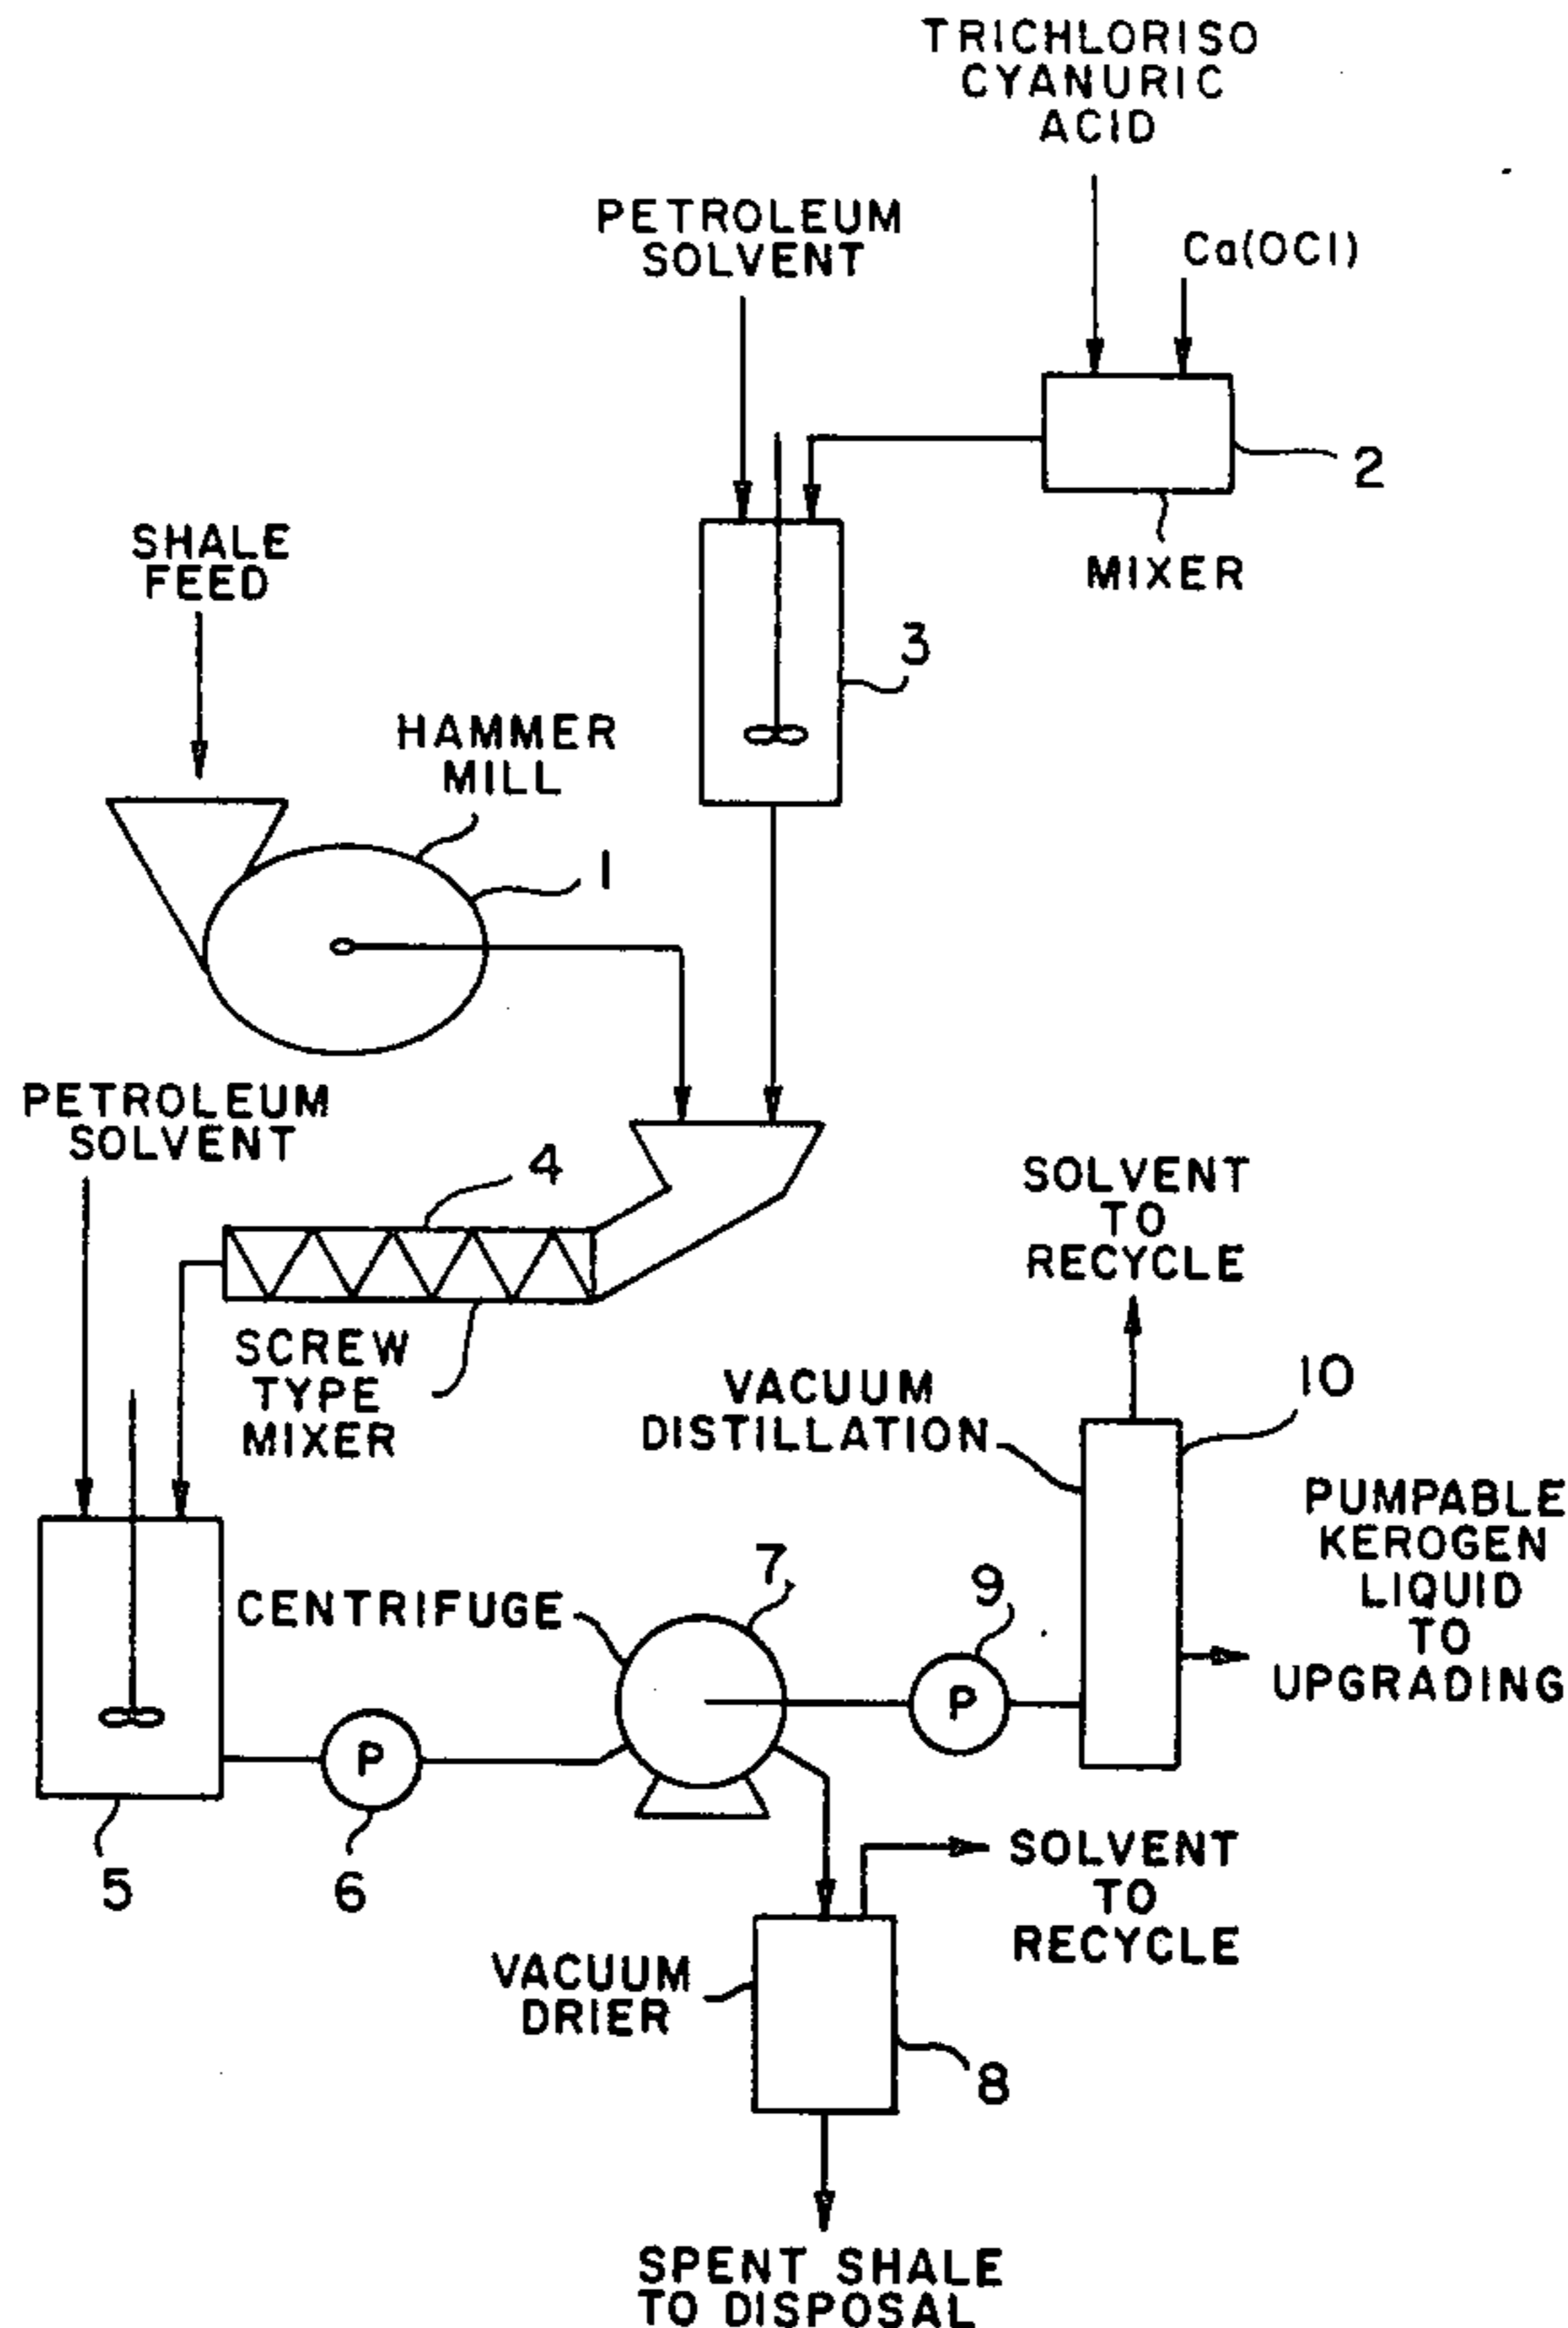 TRICHLORISO
CYANURIC
ACID
PETROLEUM
SOLVENT
Ca(OCl)
2
MIXER
SHALE
FEED
3
HAMMER
MILL
1
PETROLEUM
SOLVENT
4
SCREW
TYPE
MIXER
SOLVENT
TO
RECYCLE
VACUUM
DISTILLATION
10
PUMPABLE
KEROGEN
LIQUID
TO
UPGRADING
CENTRIFUGE
7
9
P
P
5
6
SOLVENT
TO
RECYCLE
VACUUM
DRIER
8
SPENT SHALE
TO DISPOSAL